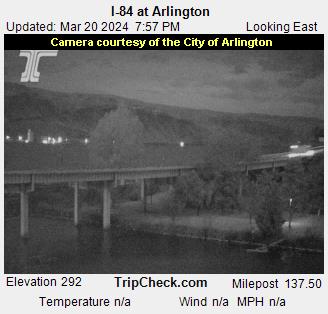 I-84 at Arlington
Updated: Mar 20 2024 7:57 PM Looking East
Camera courtesy of the City of Arlington
Elevation 292 TripCheck.com Milepost 137.50
Temperature n/a Wind n/a MPH n/a